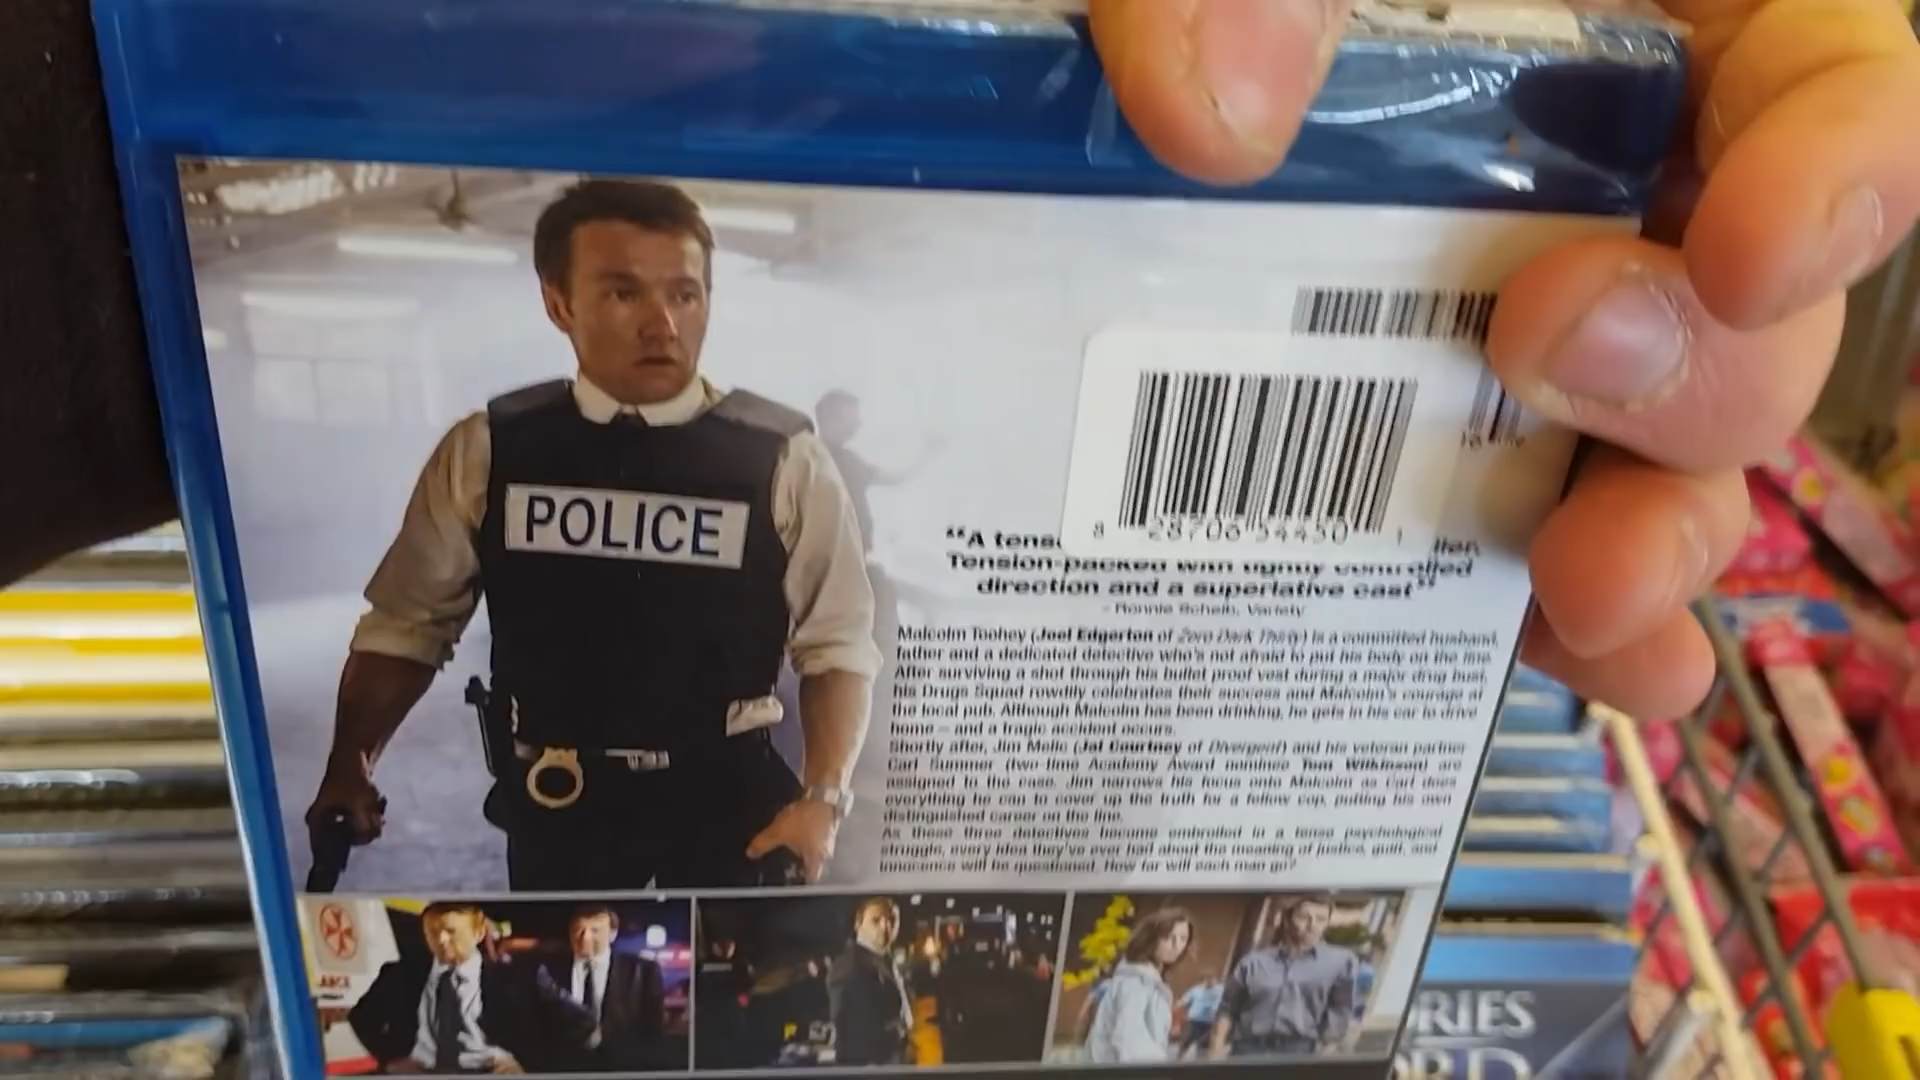 POLICE
8 28768 54450 1
"A tens
Tension-packed with tightly controlled
direction and a superlative cast"
- Ronnie Scheib, Variety
Malcolm Toohey (Joel Edgerton of Zero Dark Thirty) is a committed husband,
father and a dedicated detective who's not afraid to put his body on the line.
After surviving a shot through his bullet proof vest during a major drug bust,
his Drugs Squad rowdily celebrates their success and Malcolm's courage at
the local pub. Although Malcolm has been drinking, he gets in his car to drive
home – and a tragic accident occurs.
Shortly after, Jim Melic (Jai Courtney of Divergent) and his veteran partner
Carl Summer (two time Academy Award nominee Tom Wilkinson) are
assigned to the case. Jim narrows his focus onto Malcolm as Carl does
everything he can to cover up the truth for a fellow cop, putting his own
distinguished career on the line.
As these three detectives become embroiled in a tense psychological
struggle, every idea they've ever had about the meaning of justice, guilt, and
innocence will be questioned. How far will each man go?
RIES
ORD